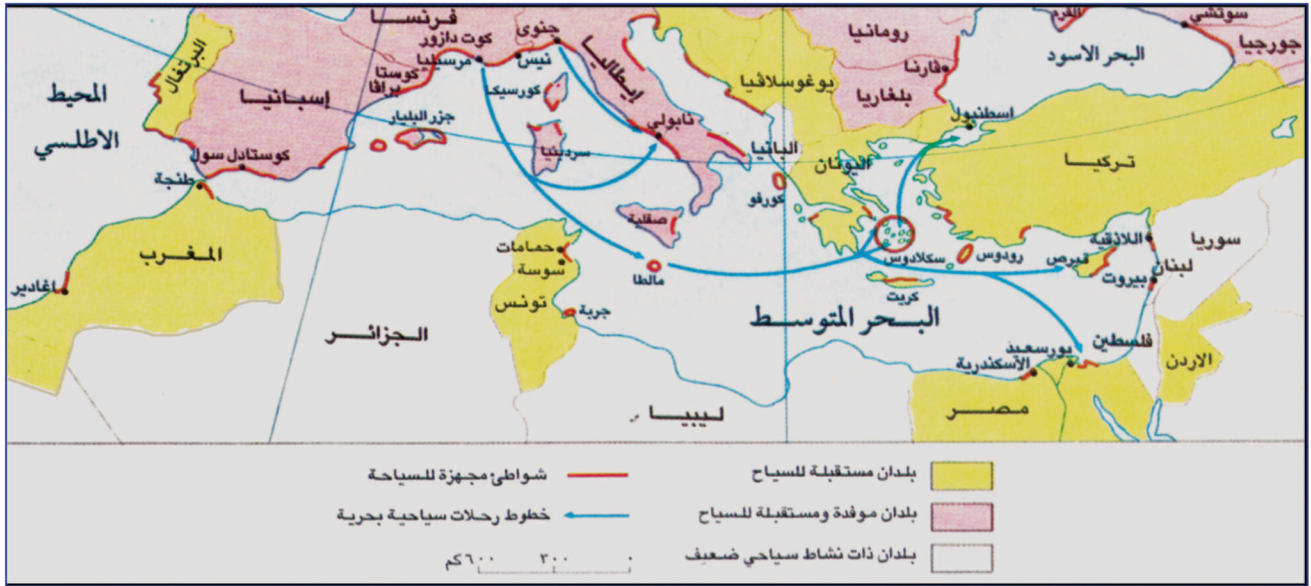 فرنسا
جنوى
كوت دازور
مرسيليا
نيس
إيطاليا
كوستا
برافا
كورسيكا
البرتغال
إسبانيا
المحيط
الاطلسي
جزر البليار
سردينيا
نابولي
كوستادل سول
طنجة
صقلية
رومانيا
القرم
سوتشي
جورجيا
البحر الاسود
فارنا
بلغاريا
يوغوسلافيا
اسطنبول
البانيا
اليونان
تركيا
كورفو
المغرب
اغادير
حمامات
سوسة
تونس
جربة
مالطا
سكلادوس
رودوس
كريت
قبرص
اللاذقية
سوريا
لبنان
بيروت
البحر المتوسط
الجزائر
فلسطين
بورسعيد
الاسكندرية
الاردن
مصر
ليبيا
بلدان مستقبلة للسياح
بلدان موفدة ومستقبلة للسياح
بلدان ذات نشاط سياحي ضعيف
شواطئ مجهزة للسياحة
خطوط رحلات سياحية بحرية
٠ ٣٠٠ ٦٠٠ كم